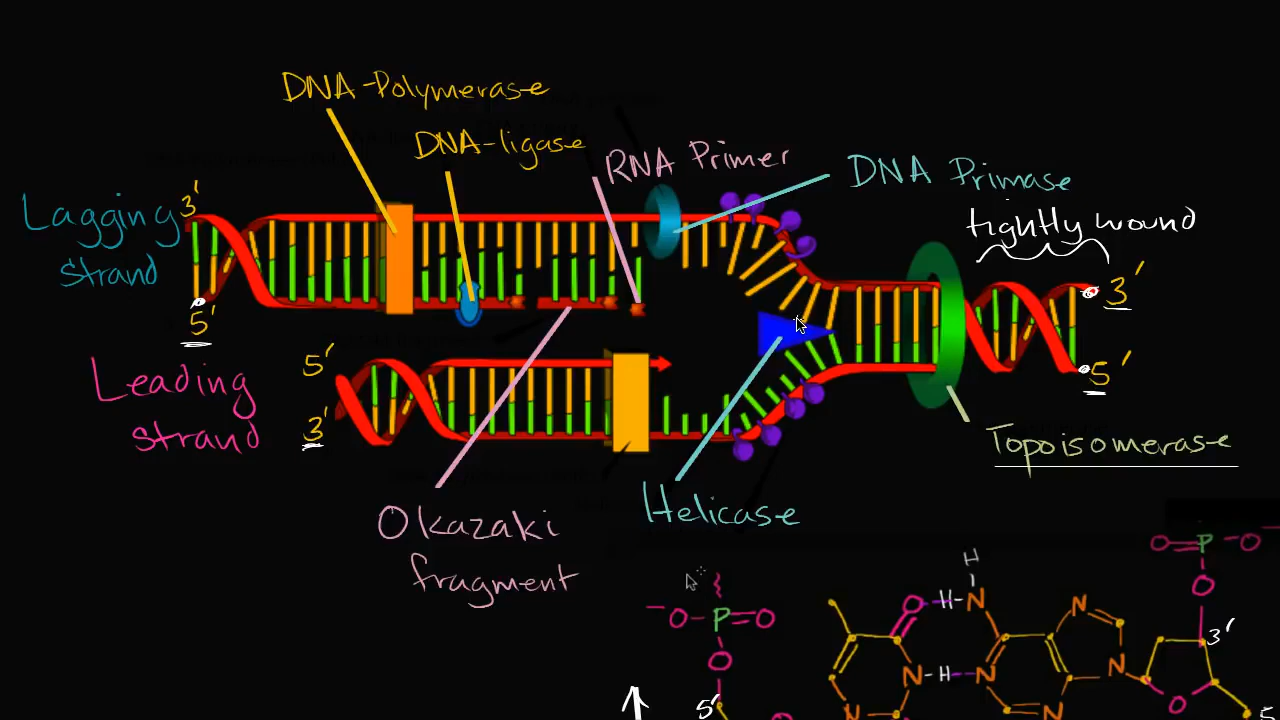 DNA-Polymerase
DNA-ligase
RNA Primer
DNA Primase
tightly wound
Lagging
strand
3'
5'
3'
5'
Leading
strand
5'
3'
Topoisomerase
Okazaki
fragment
Helicase
H
O=P-O-
O
-O-P=O
O
O-H-N
N
N-H-N
N
O
3'
5'
N
N
5